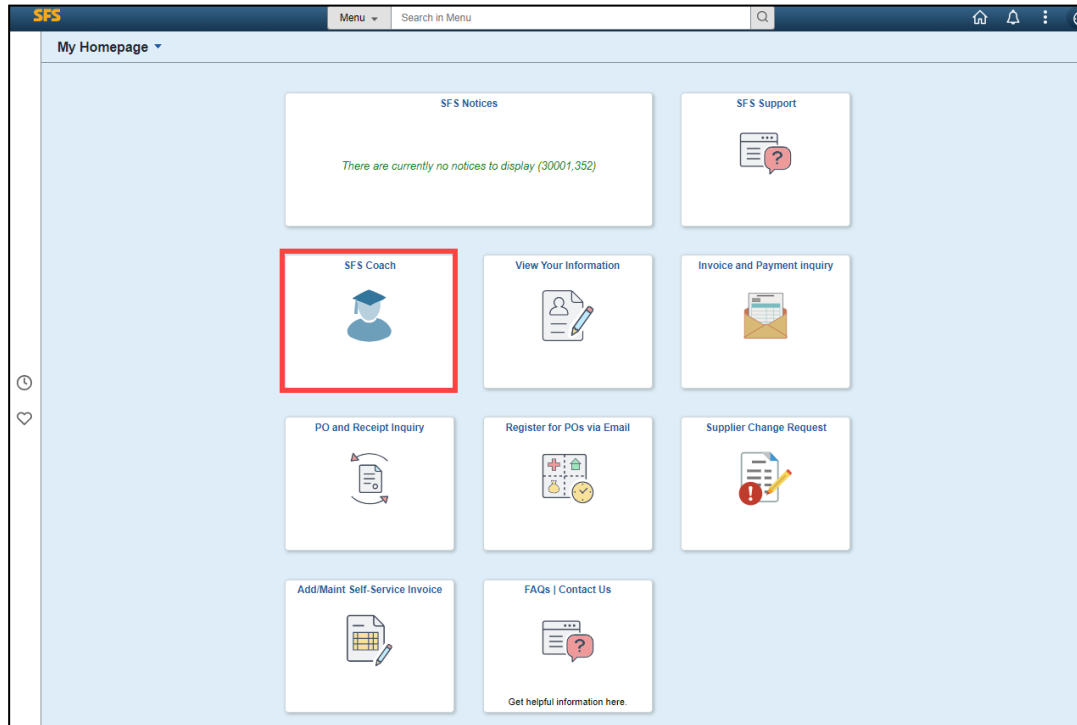 SFS
Menu
Search in Menu
My Homepage
SFS Notices
There are currently no notices to display (30001,352)
SFS Support
?
SFS Coach
View Your Information
Invoice and Payment inquiry
PO and Receipt Inquiry
Register for POs via Email
Supplier Change Request
!
Add/Maint Self-Service Invoice
FAQs | Contact Us
?
Get helpful information here.